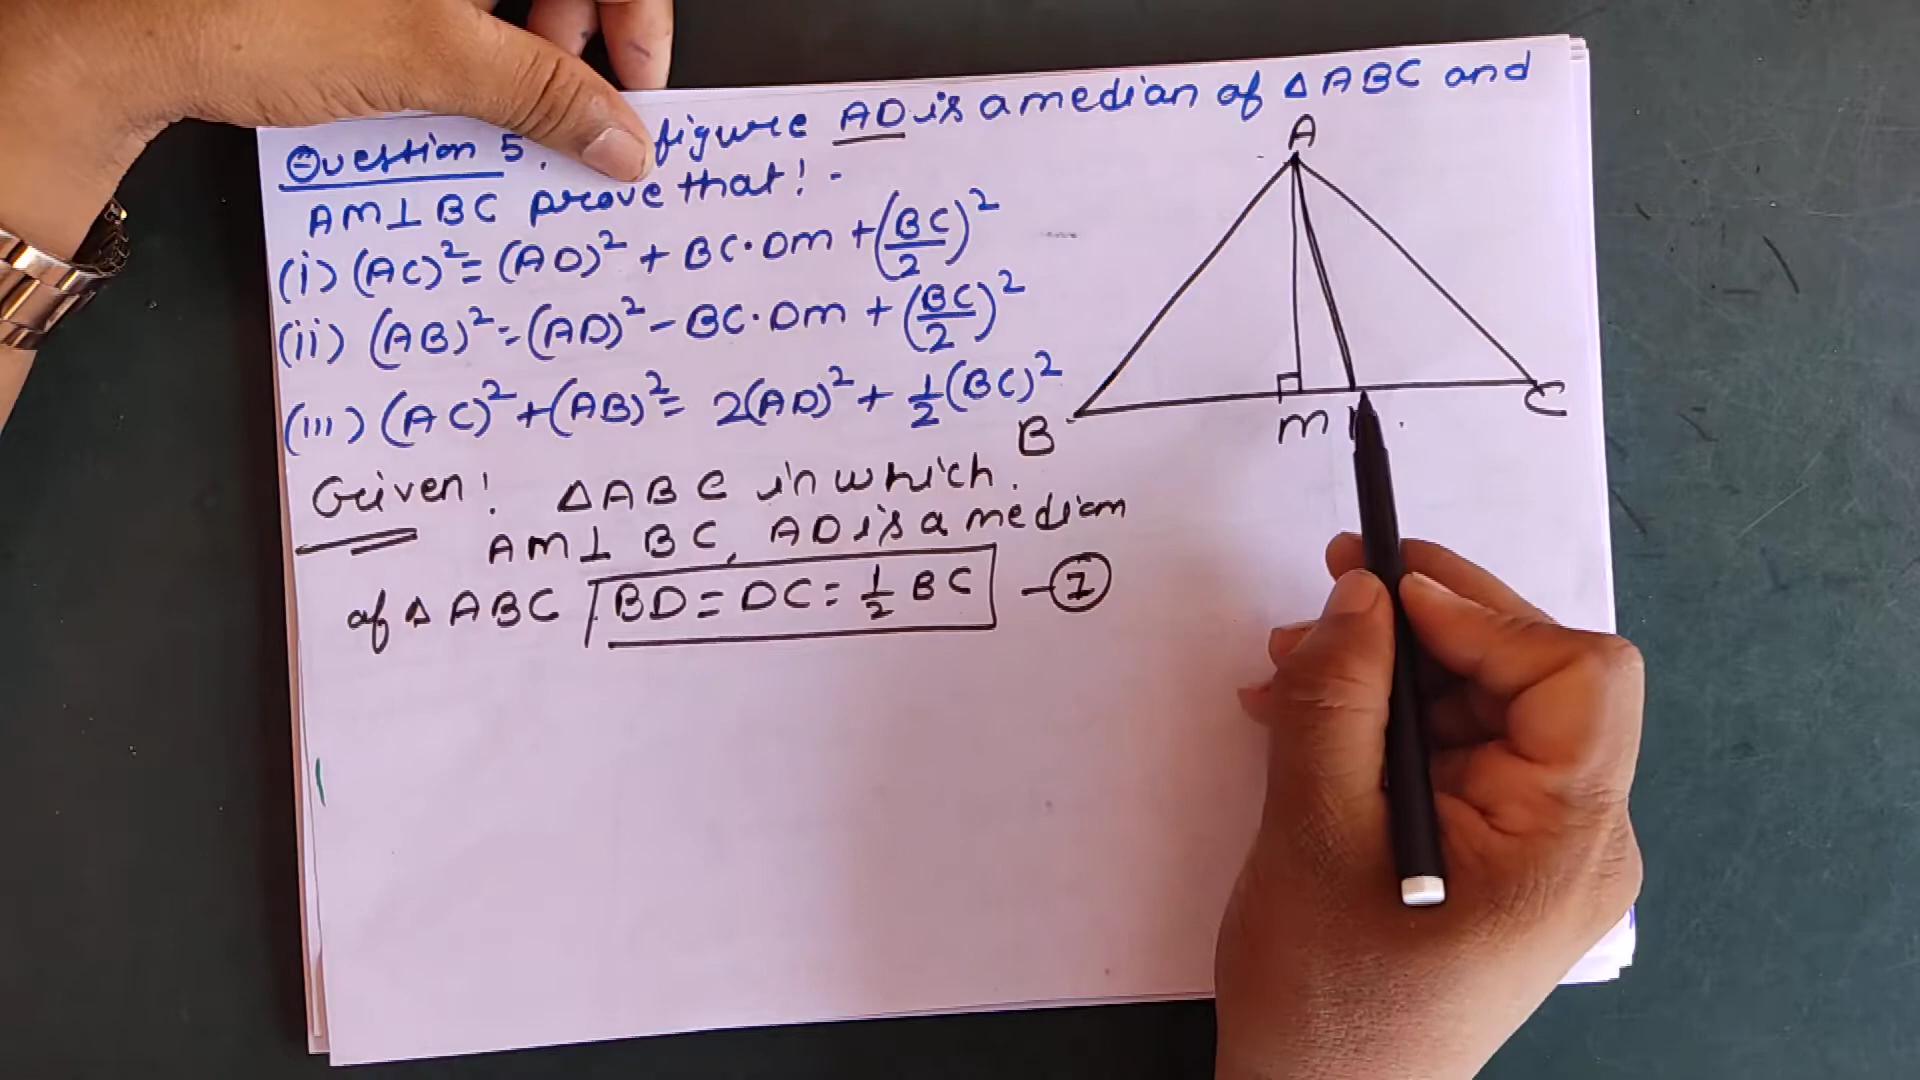 Question 5. figure AD is a median of △ABC and
AM⊥BC prove that! -
(i) (AC)²= (AD)² + BC·Dm +(BC/2)²
(ii) (AB)²=(AD)²-BC·Dm + (BC/2)²
(iii) (AC)²+(AB)²= 2(AD)²+ 1/2(BC)²
Given! △ABC in which.
AM⊥ BC, AD is a median
of △ ABC BD = DC = 1/2 BC -①
A
B
m
C